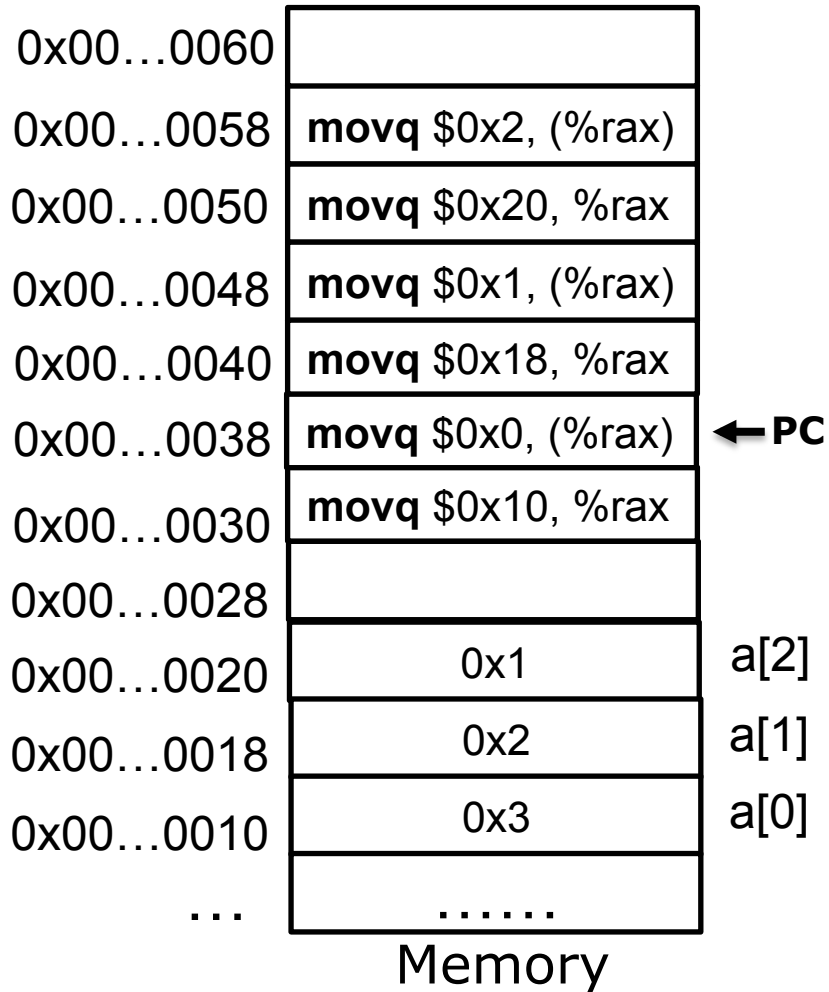 0x00…0060
0x00…0058 movq $0x2, (%rax)
0x00…0050 movq $0x20, %rax
0x00…0048 movq $0x1, (%rax)
0x00…0040 movq $0x18, %rax
0x00…0038 movq $0x0, (%rax) PC
0x00…0030 movq $0x10, %rax
0x00…0028
0x00…0020 0x1 a[2]
0x00…0018 0x2 a[1]
0x00…0010 0x3 a[0]
… ……
Memory